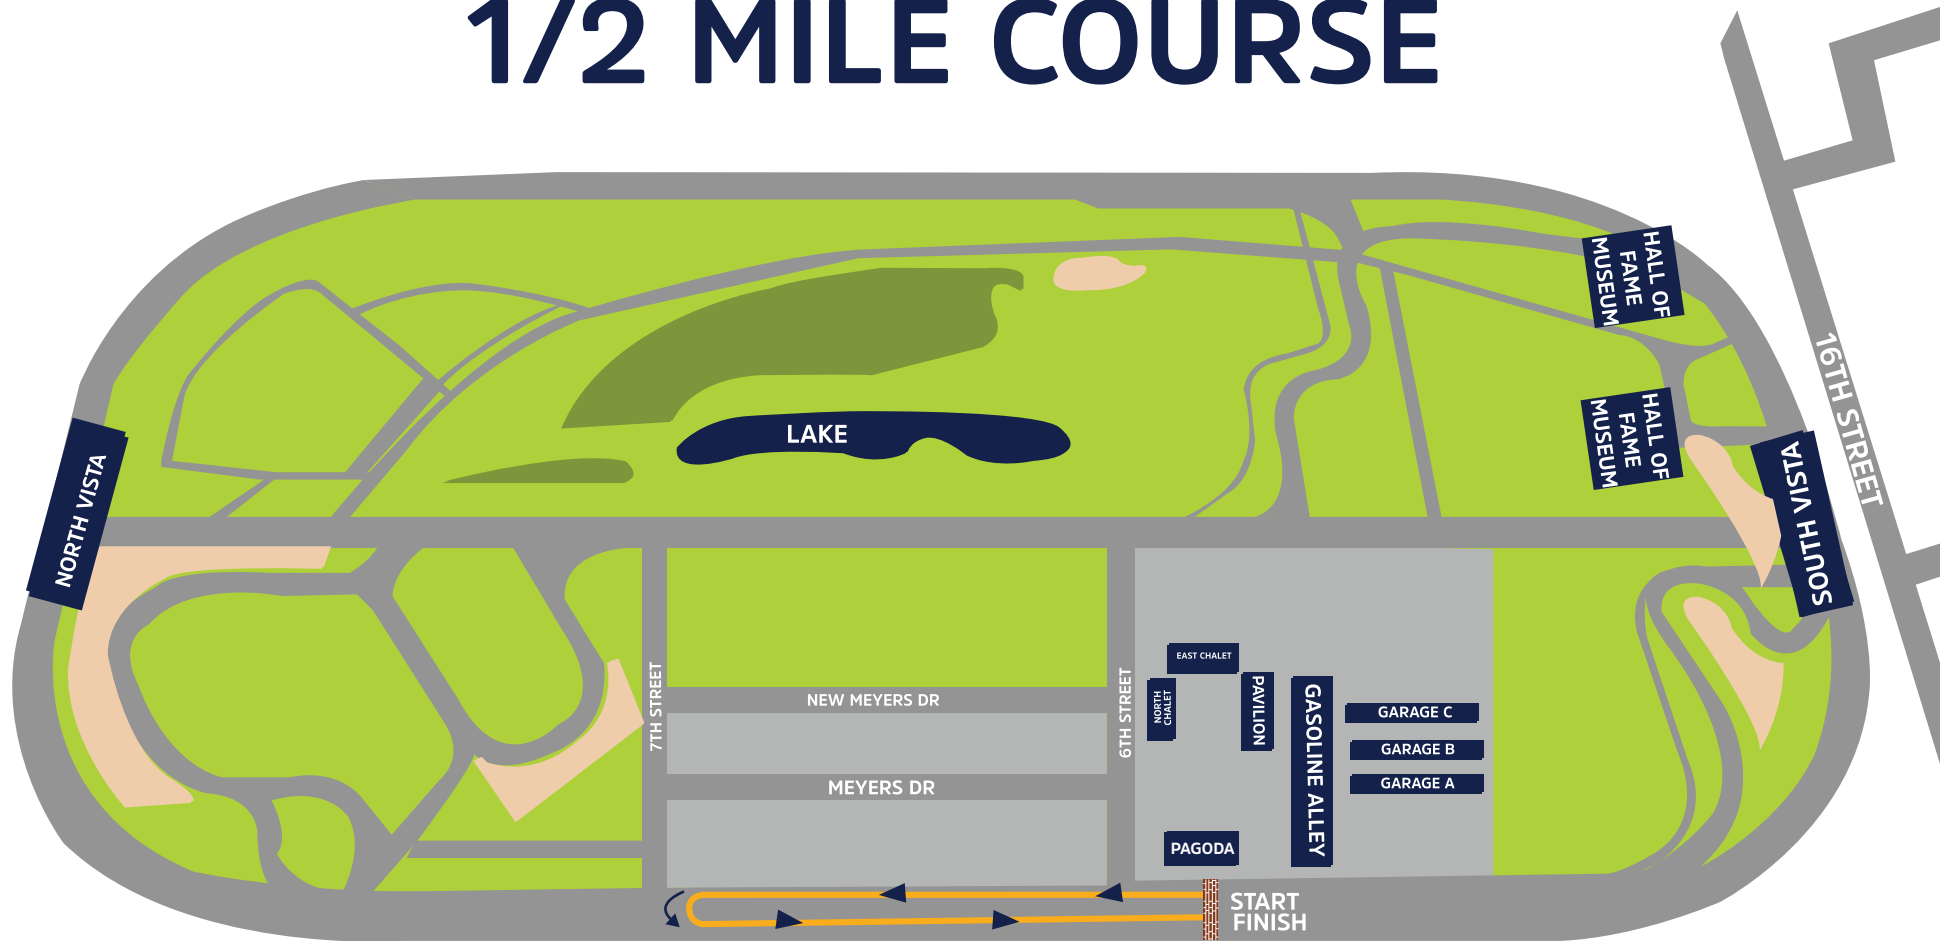 1/2 MILE COURSE
HALL OF
FAME
MUSEUM
16TH STREET
HALL OF
FAME
MUSEUM
LAKE
NORTH VISTA
SOUTH VISTA
7TH STREET
NEW MEYERS DR
MEYERS DR
6TH STREET
EAST CHALET
NORTH
CHALET
PAVILION
GASOLINE ALLEY
GARAGE C
GARAGE B
GARAGE A
PAGODA
START
FINISH